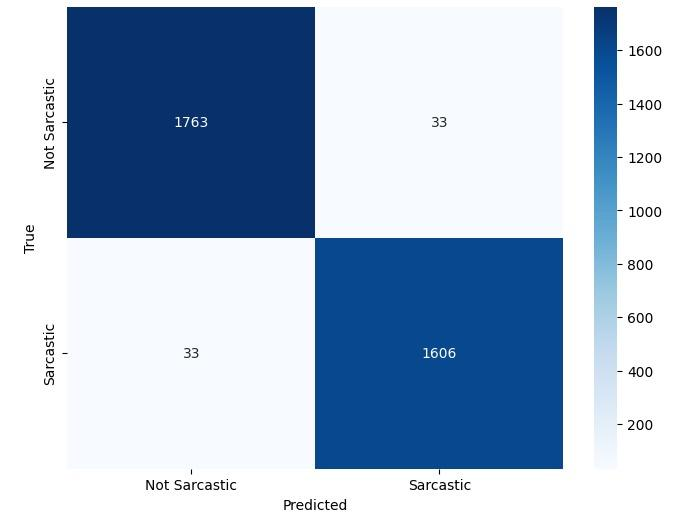 1763 33
33 1606
Not Sarcastic
Sarcastic
True
Not Sarcastic Sarcastic
Predicted
1600
1400
1200
1000
800
600
400
200